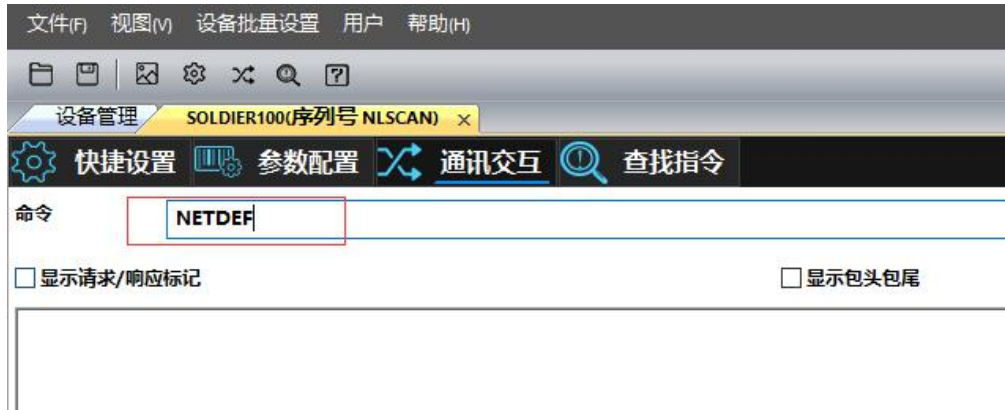 文件(F) 视图(V) 设备批量设置 用户 帮助(H)
设备管理 SOLDIER100(序列号 NLSCAN) ×
快捷设置 参数配置 通讯交互 查找指令
命令 NETDEF
显示请求/响应标记 显示包头包尾